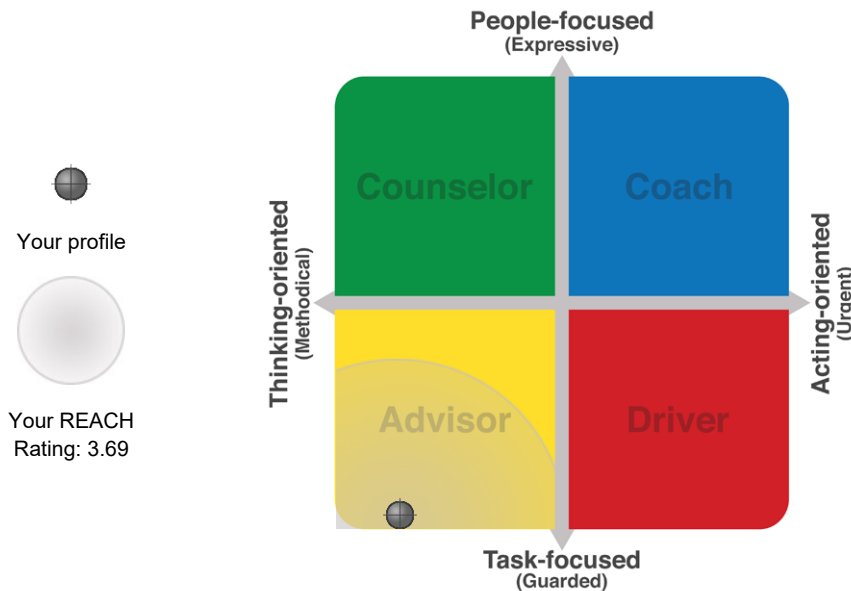 People-focused
(Expressive)
Counselor
Coach
Your profile
Thinking-oriented
(Methodical)
Acting-oriented
(Urgent)
Your REACH
Rating: 3.69
Advisor
Driver
Task-focused
(Guarded)